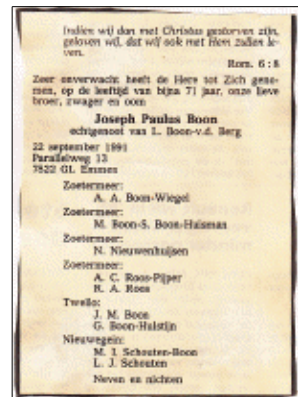 Indien wij dan met Christus gestorven zijn,
geloven wij, dat wij ook met Hem zullen le-
ven.
Rom. 6 : 8
Zeer onverwacht heeft de Here tot Zich geno-
men, op de leeftijd van bijna 71 jaar, onze lieve
broer, zwager en oom
Joseph Paulus Boon
echtgenoot van L. Boon-v.d. Berg
22 september 1991
Parallelweg 13
7822 GL Emmen
Zoetermeer:
A. A. Boon-Wiegel
Zoetermeer:
M. Boon-S. Boon-Huisman
Zoetermeer:
N. Nieuwenhuijsen
Zoetermeer:
A. C. Roos-Pijper
R. A. Roos
Twello:
J. M. Boon
G. Boon-Hulstijn
Nieuwegein:
M. J. Schouten-Boon
L. J. Schouten
Neven en nichten